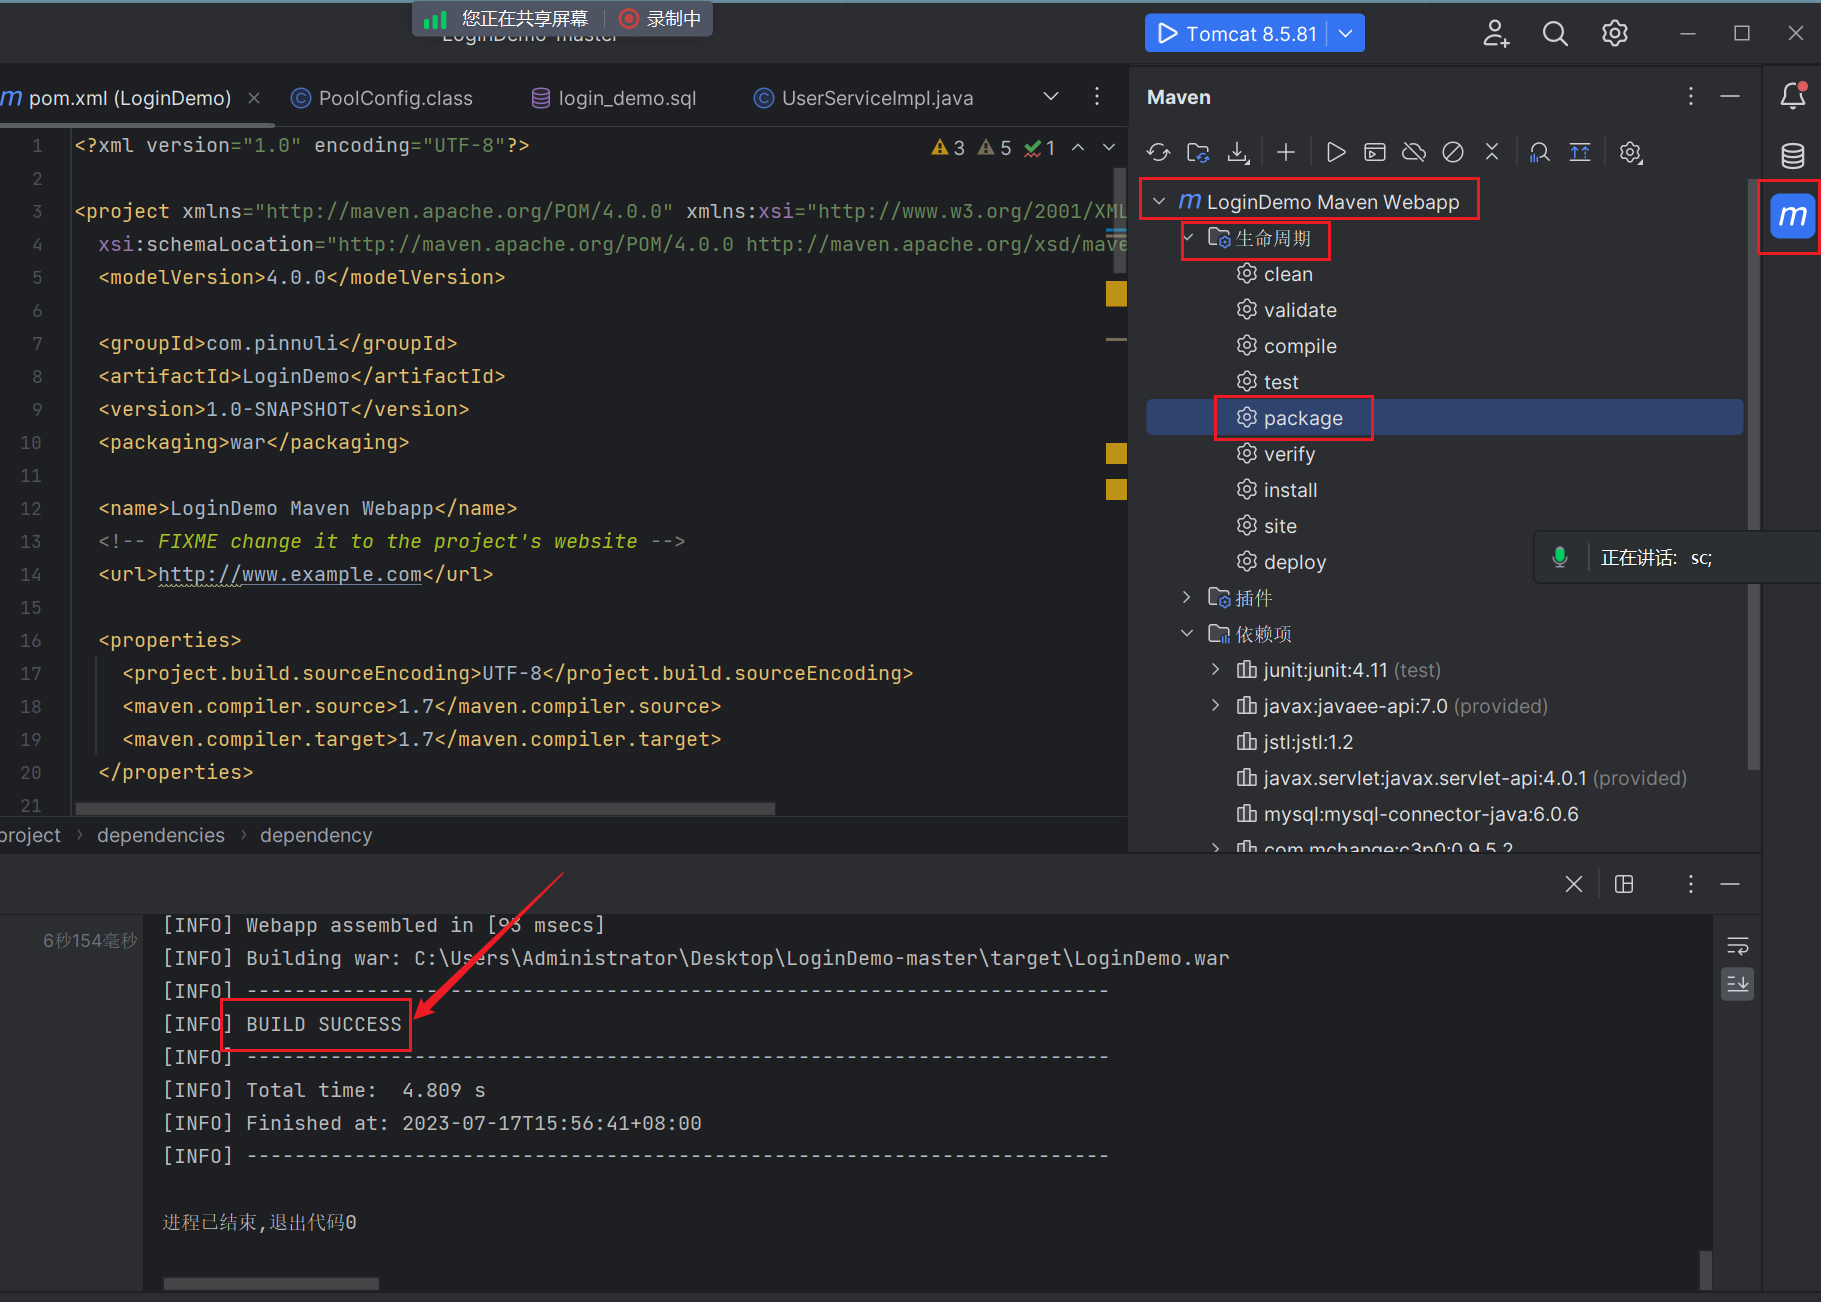 您正在共享屏幕 录制中
LoginDemo-master
Tomcat 8.5.81
pom.xml (LoginDemo)
PoolConfig.class
login_demo.sql
UserServiceImpl.java
1 <?xml version="1.0" encoding="UTF-8"?>
3 5 1
2
3 <project xmlns="http://maven.apache.org/POM/4.0.0" xmlns:xsi="http://www.w3.org/2001/XML
4 xsi:schemaLocation="http://maven.apache.org/POM/4.0.0 http://maven.apache.org/xsd/mave
5 <modelVersion>4.0.0</modelVersion>
6
7 <groupId>com.pinnuli</groupId>
8 <artifactId>LoginDemo</artifactId>
9 <version>1.0-SNAPSHOT</version>
10 <packaging>war</packaging>
11
12 <name>LoginDemo Maven Webapp</name>
13 <!-- FIXME change it to the project's website -->
14 <url>http://www.example.com</url>
15
16 <properties>
17 <project.build.sourceEncoding>UTF-8</project.build.sourceEncoding>
18 <maven.compiler.source>1.7</maven.compiler.source>
19 <maven.compiler.target>1.7</maven.compiler.target>
20 </properties>
21
project › dependencies › dependency
Maven
LoginDemo Maven Webapp
生命周期
clean
validate
compile
test
package
verify
install
site
deploy
插件
依赖项
junit:junit:4.11 (test)
javax:javaee-api:7.0 (provided)
jstl:jstl:1.2
javax.servlet:javax.servlet-api:4.0.1 (provided)
mysql:mysql-connector-java:6.0.6
com.mchange:c3p0:0.9.5.2
正在讲话: sc;
6秒154毫秒
[INFO] Webapp assembled in [93 msecs]
[INFO] Building war: C:\Users\Administrator\Desktop\LoginDemo-master\target\LoginDemo.war
[INFO] ------------------------------------------------------------------------
[INFO] BUILD SUCCESS
[INFO] ------------------------------------------------------------------------
[INFO] Total time:  4.809 s
[INFO] Finished at: 2023-07-17T15:56:41+08:00
[INFO] ------------------------------------------------------------------------
进程已结束,退出代码0